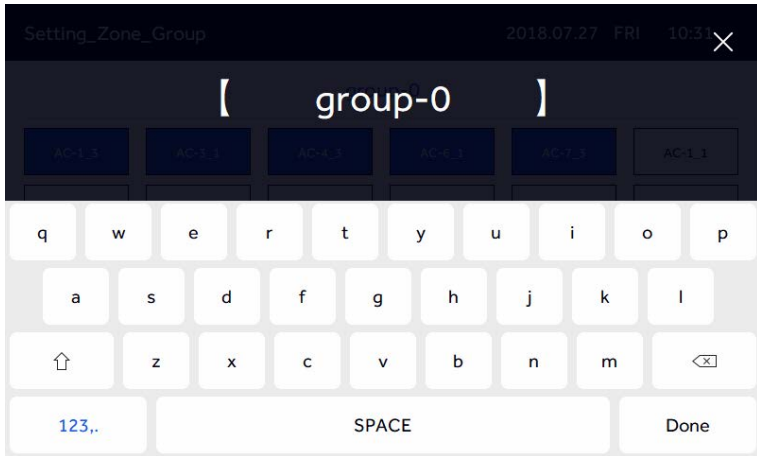 Setting_Zone_Group 2018.07.27 FRI 10:31
【 group-0 】
AC-1_3 AC-3_1 AC-4_3 AC-6_1 AC-7_3 AC-1_1
q w e r t y u i o p
a s d f g h j k l
z x c v b n m
123,. SPACE Done